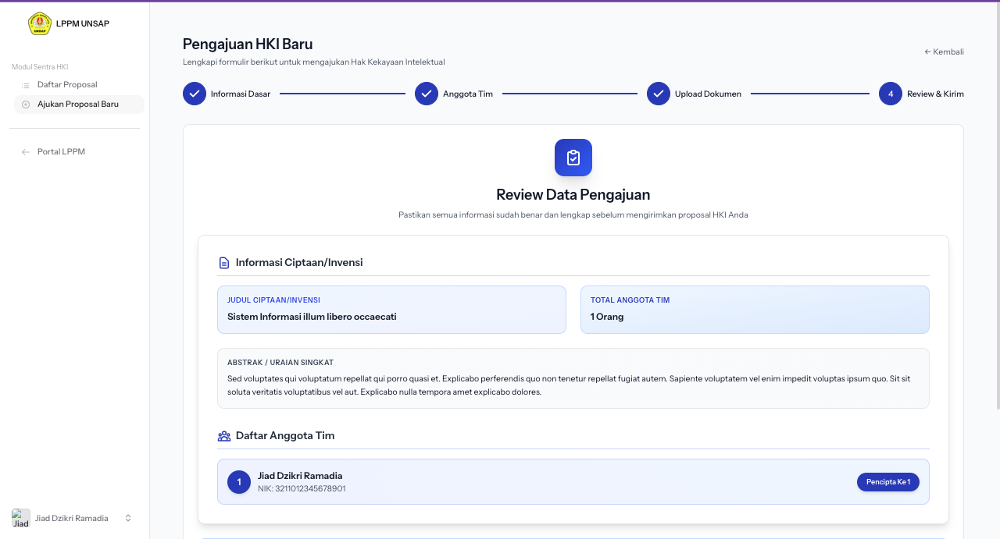 LPPM UNSAP
Modul Sentra HKI
Daftar Proposal
Ajukan Proposal Baru
Portal LPPM
Jiad
Jiad Dzikri Ramadia
Pengajuan HKI Baru
Lengkapi formulir berikut untuk mengajukan Hak Kekayaan Intelektual
← Kembali
Informasi Dasar
Anggota Tim
Upload Dokumen
4
Review & Kirim
Review Data Pengajuan
Pastikan semua informasi sudah benar dan lengkap sebelum mengirimkan proposal HKI Anda
Informasi Ciptaan/Invensi
JUDUL CIPTAAN/INVENSI
Sistem Informasi illum libero occaecati
TOTAL ANGGOTA TIM
1 Orang
ABSTRAK / URAIAN SINGKAT
Sed voluptates qui voluptatum repellat qui porro quasi et. Explicabo perferendis quo non tenetur repellat fugiat autem. Sapiente voluptatem vel enim impedit voluptas ipsum quo. Sit sit
soluta veritatis voluptatibus vel aut. Explicabo nulla tempora amet explicabo dolores.
Daftar Anggota Tim
1
Jiad Dzikri Ramadia
NIK: 3211012345678901
Pencipta Ke 1